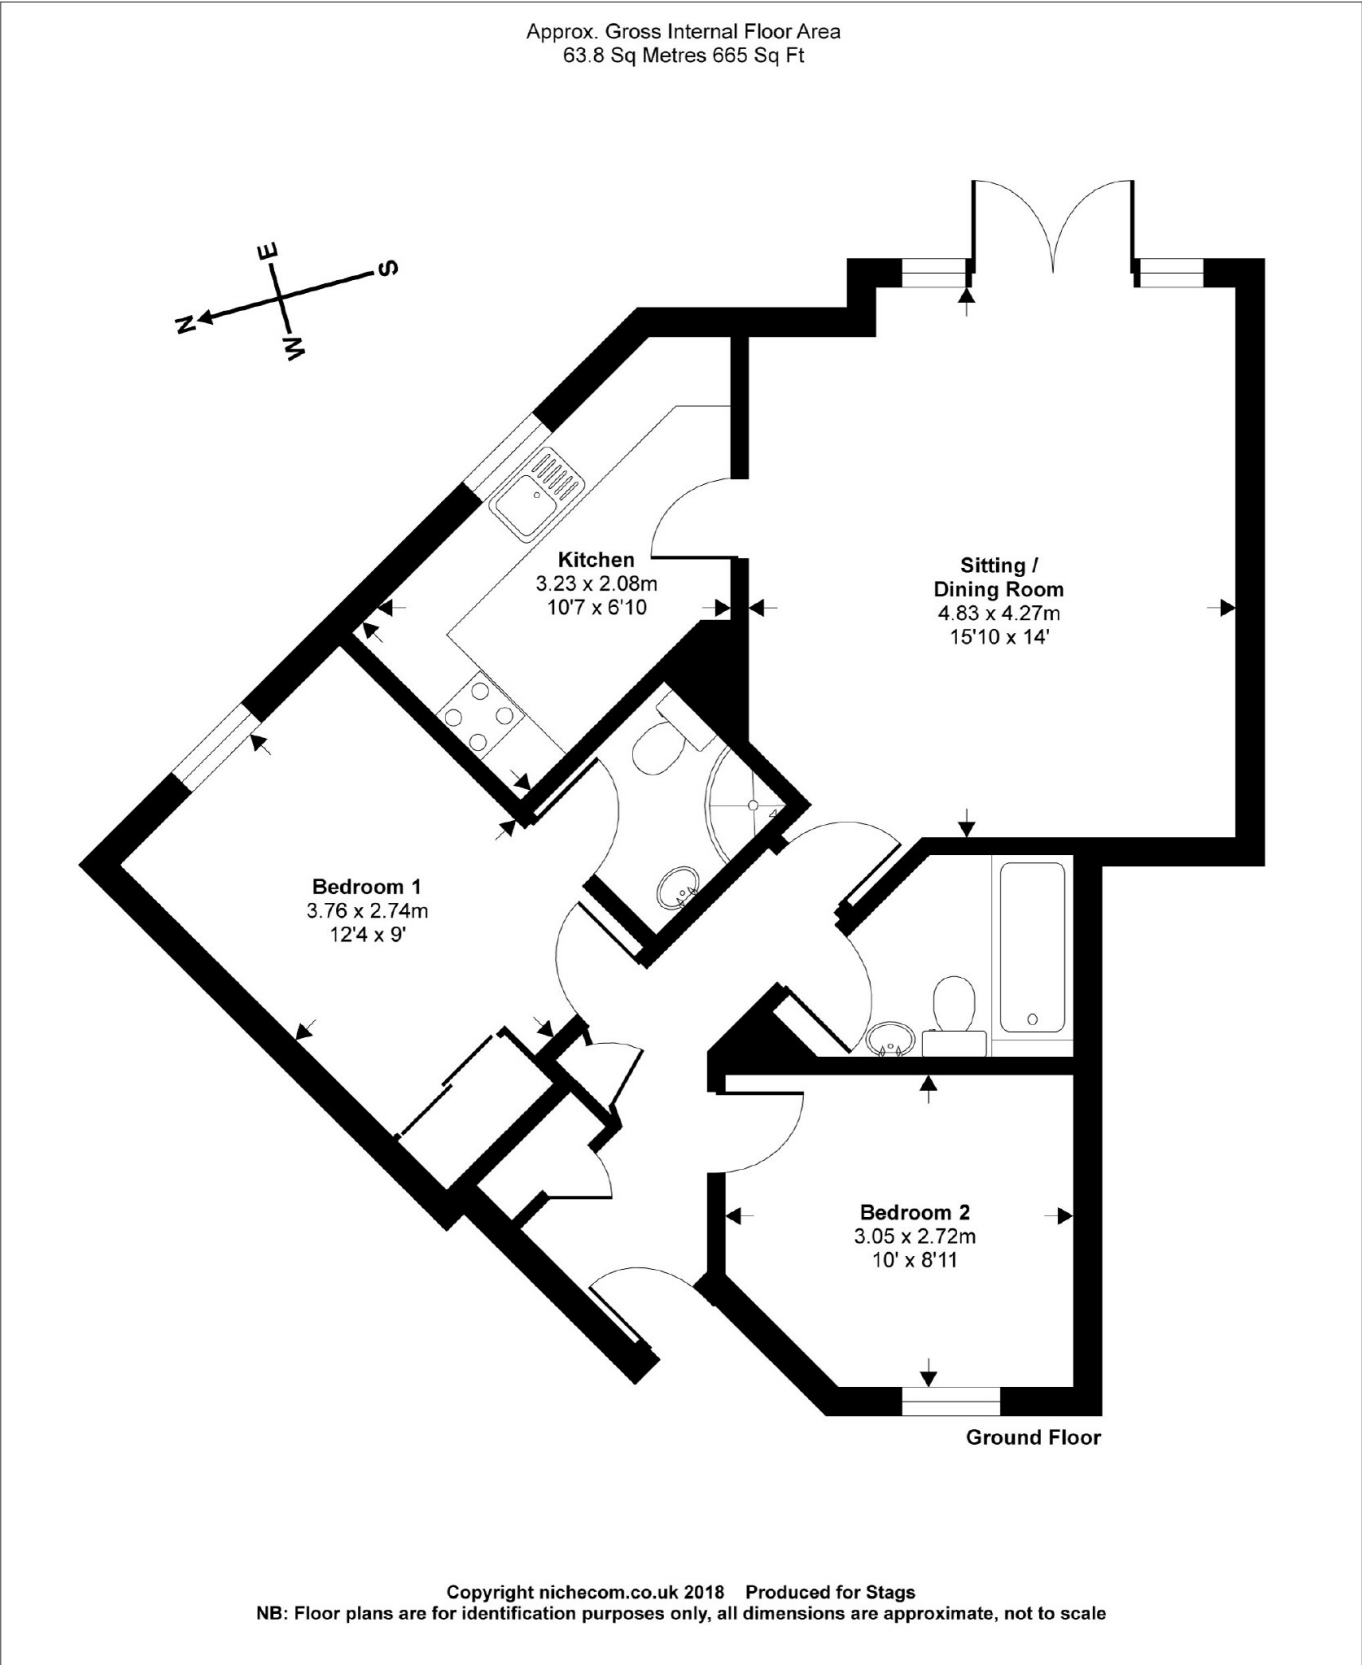 Approx. Gross Internal Floor Area
63.8 Sq Metres 665 Sq Ft
E
S
N
W
Kitchen
3.23 x 2.08m
10'7 x 6'10
Sitting /
Dining Room
4.83 x 4.27m
15'10 x 14'
Bedroom 1
3.76 x 2.74m
12'4 x 9'
Bedroom 2
3.05 x 2.72m
10' x 8'11
Ground Floor
Copyright nichecom.co.uk 2018 Produced for Stags
NB: Floor plans are for identification purposes only, all dimensions are approximate, not to scale